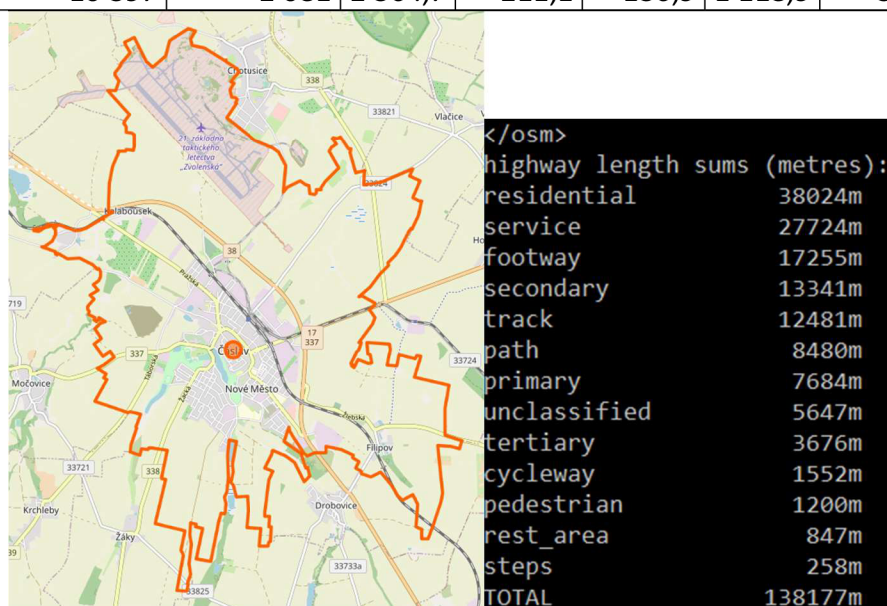 338
Chotusice
33821
Vlačice
21. základna
taktického
letectva
„Zvolenská“
33824
38
Pražská
719
17
337
337
Táborská
Čáslav
33724
Močovice
Žacká
Nové Město
Filipov
33721
338
Krchleby
Drobovice
Žáky
39
33733a
33825
</osm>
highway length sums (metres):
residential 38024m
service 27724m
footway 17255m
secondary 13341m
track 12481m
path 8480m
primary 7684m
unclassified 5647m
tertiary 3676m
cycleway 1552m
pedestrian 1200m
rest_area 847m
steps 258m
TOTAL 138177m